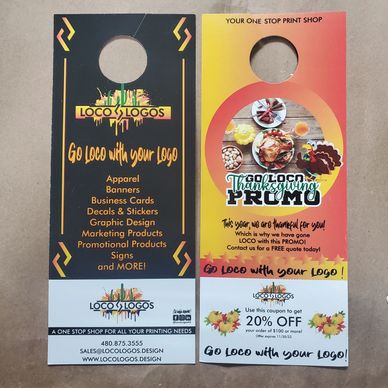 LOCO LOGOS
Go Loco with your Logo
Apparel
Banners
Business Cards
Decals & Stickers
Graphic Design
Marketing Products
Promotional Products
Signs
and MORE!
LOCO LOGOS
A ONE STOP SHOP FOR ALL YOUR PRINTING NEEDS
480.875.3555
SALES@LOCOLOGOS.DESIGN
WWW.LOCOLOGOS.DESIGN
YOUR ONE STOP PRINT SHOP
GO LOCO
Thanksgiving
PROMO
This year, we are thankful for you!
Which is why we have gone
LOCO with this PROMO!
Contact us for a FREE quote today!
Go Loco with your Logo !
LOCO LOGOS
Use this coupon to get
20% OFF
your order of $100 or more!
Go Loco with your Logo!